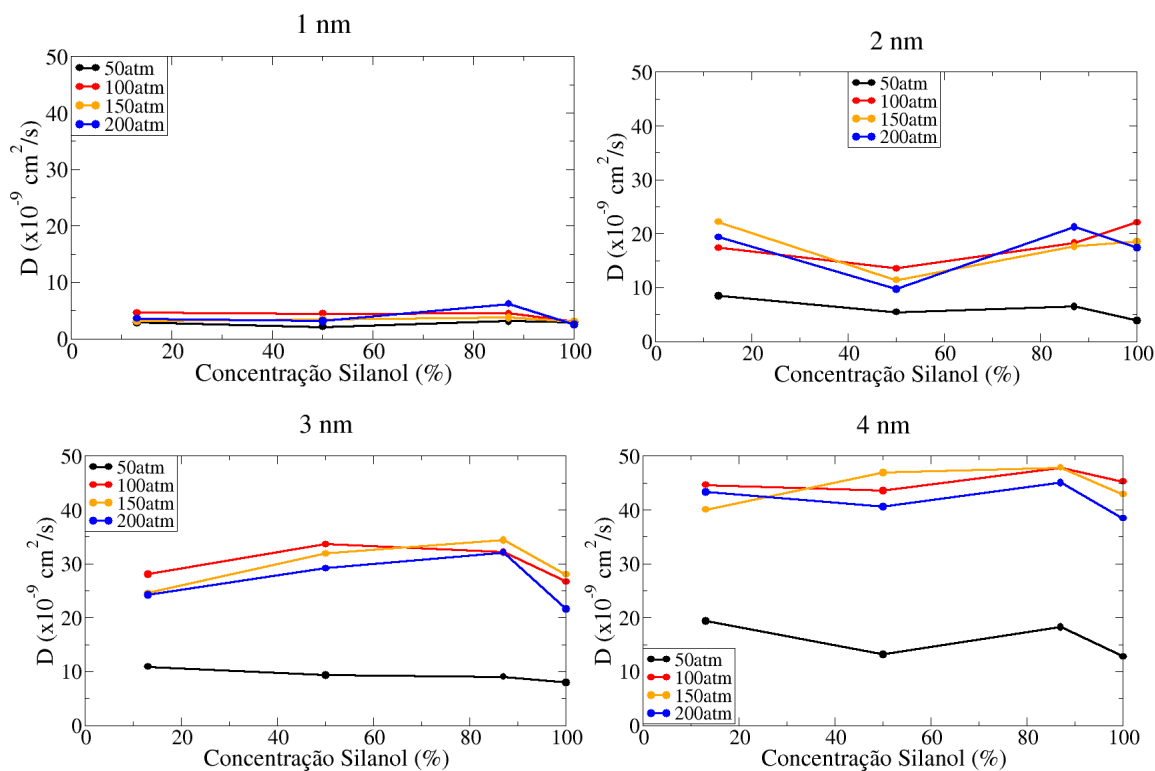 1 nm
50atm
100atm
150atm
200atm
D (x10⁻⁹ cm²/s)
50
40
30
20
10
0
0 20 40 60 80 100
Concentração Silanol (%)
2 nm
50atm
100atm
150atm
200atm
D (x10⁻⁹ cm²/s)
50
40
30
20
10
0
0 20 40 60 80 100
Concentração Silanol (%)
3 nm
50atm
100atm
150atm
200atm
D (x10⁻⁹ cm²/s)
50
40
30
20
10
0
0 20 40 60 80 100
Concentração Silanol (%)
4 nm
50atm
100atm
150atm
200atm
D (x10⁻⁹ cm²/s)
50
40
30
20
10
0
0 20 40 60 80 100
Concentração Silanol (%)